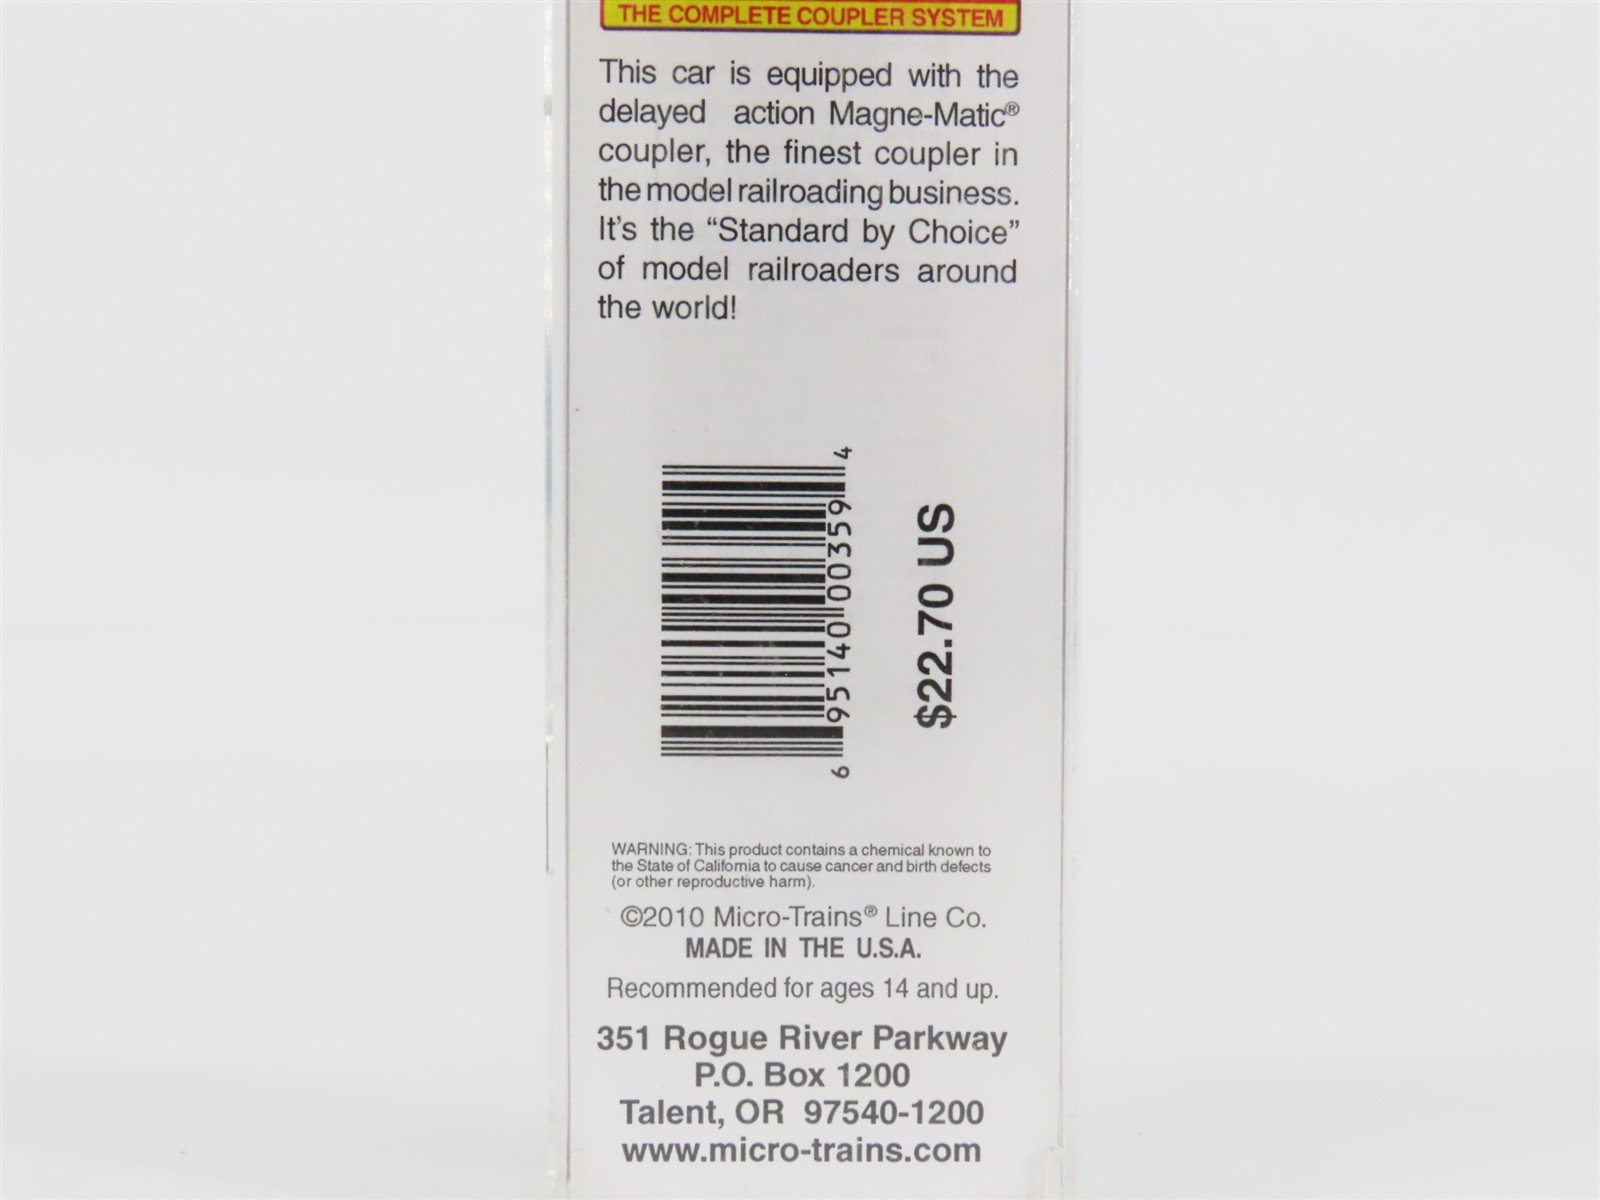 THE COMPLETE COUPLER SYSTEM
This car is equipped with the
delayed action Magne-Matic®
coupler, the finest coupler in
the model railroading business.
It's the “Standard by Choice”
of model railroaders around
the world!
6 95140 00359 4
$22.70 US
WARNING: This product contains a chemical known to
the State of California to cause cancer and birth defects
(or other reproductive harm).
©2010 Micro-Trains® Line Co.
MADE IN THE U.S.A.
Recommended for ages 14 and up.
351 Rogue River Parkway
P.O. Box 1200
Talent, OR 97540-1200
www.micro-trains.com